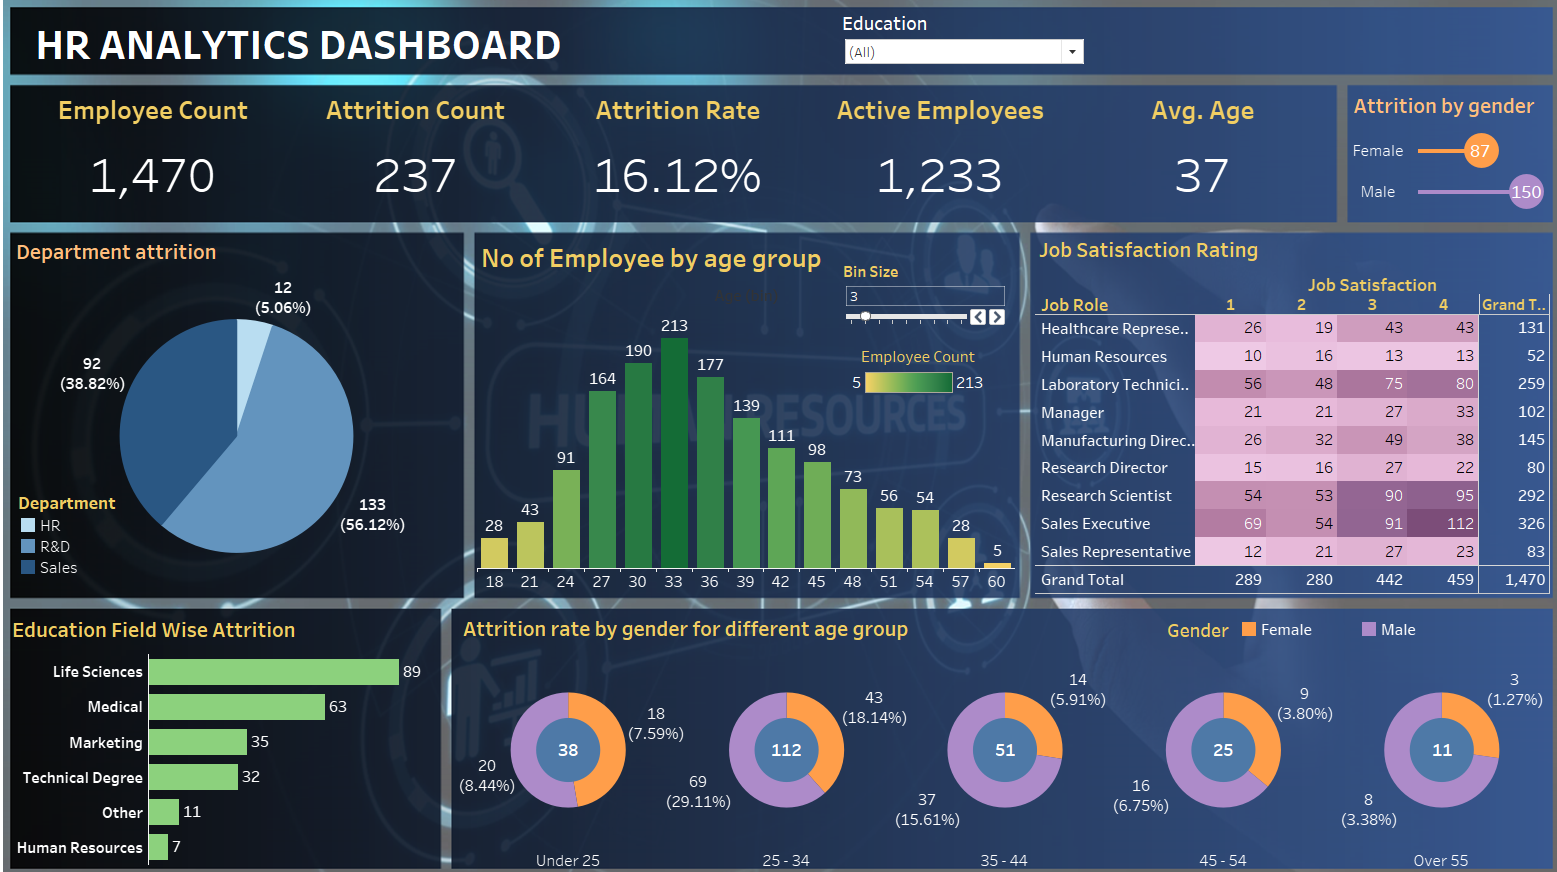 HR ANALYTICS DASHBOARD
Education
(All)
Employee Count
1,470
Attrition Count
237
Attrition Rate
16.12%
Active Employees
1,233
Avg. Age
37
Attrition by gender
Female 87
Male 150
Department attrition
12
(5.06%)
92
(38.82%)
133
(56.12%)
Department
HR
R&D
Sales
No of Employee by age group
Bin Size
3
Employee Count
5 213
28 43 91 164 190 213 177 139 111 98 73 56 54 28 5
18 21 24 27 30 33 36 39 42 45 48 51 54 57 60
HUMAN RESOURCES
Job Satisfaction Rating
Job Satisfaction
Job Role 1 2 3 4 Grand T..
Healthcare Represe.. 26 19 43 43 131
Human Resources 10 16 13 13 52
Laboratory Technici.. 56 48 75 80 259
Manager 21 21 27 33 102
Manufacturing Direc.. 26 32 49 38 145
Research Director 15 16 27 22 80
Research Scientist 54 53 90 95 292
Sales Executive 69 54 91 112 326
Sales Representative 12 21 27 23 83
Grand Total 289 280 442 459 1,470
Education Field Wise Attrition
Life Sciences 89
Medical 63
Marketing 35
Technical Degree 32
Other 11
Human Resources 7
Attrition rate by gender for different age group
Gender Female Male
18
(7.59%)
38
20
(8.44%)
Under 25
43
(18.14%)
112
69
(29.11%)
25 - 34
14
(5.91%)
51
37
(15.61%)
35 - 44
9
(3.80%)
25
16
(6.75%)
45 - 54
3
(1.27%)
11
8
(3.38%)
Over 55